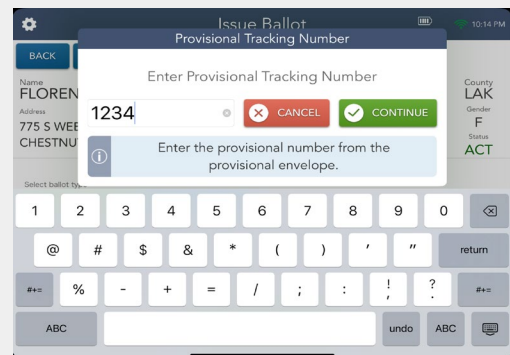 Issue Ballot
10:14 PM
Provisional Tracking Number
BACK
Enter Provisional Tracking Number
Name
FLOREN
County
LAK
Address
775 S WEE
CHESTNU
1234
CANCEL
CONTINUE
Gender
F
Status
ACT
Enter the provisional number from the
provisional envelope.
Select ballot type
1 2 3 4 5 6 7 8 9 0
@ # $ & * ( ) ' "
return
#+= % - + = / ; : ! , ? . #+=
ABC undo ABC